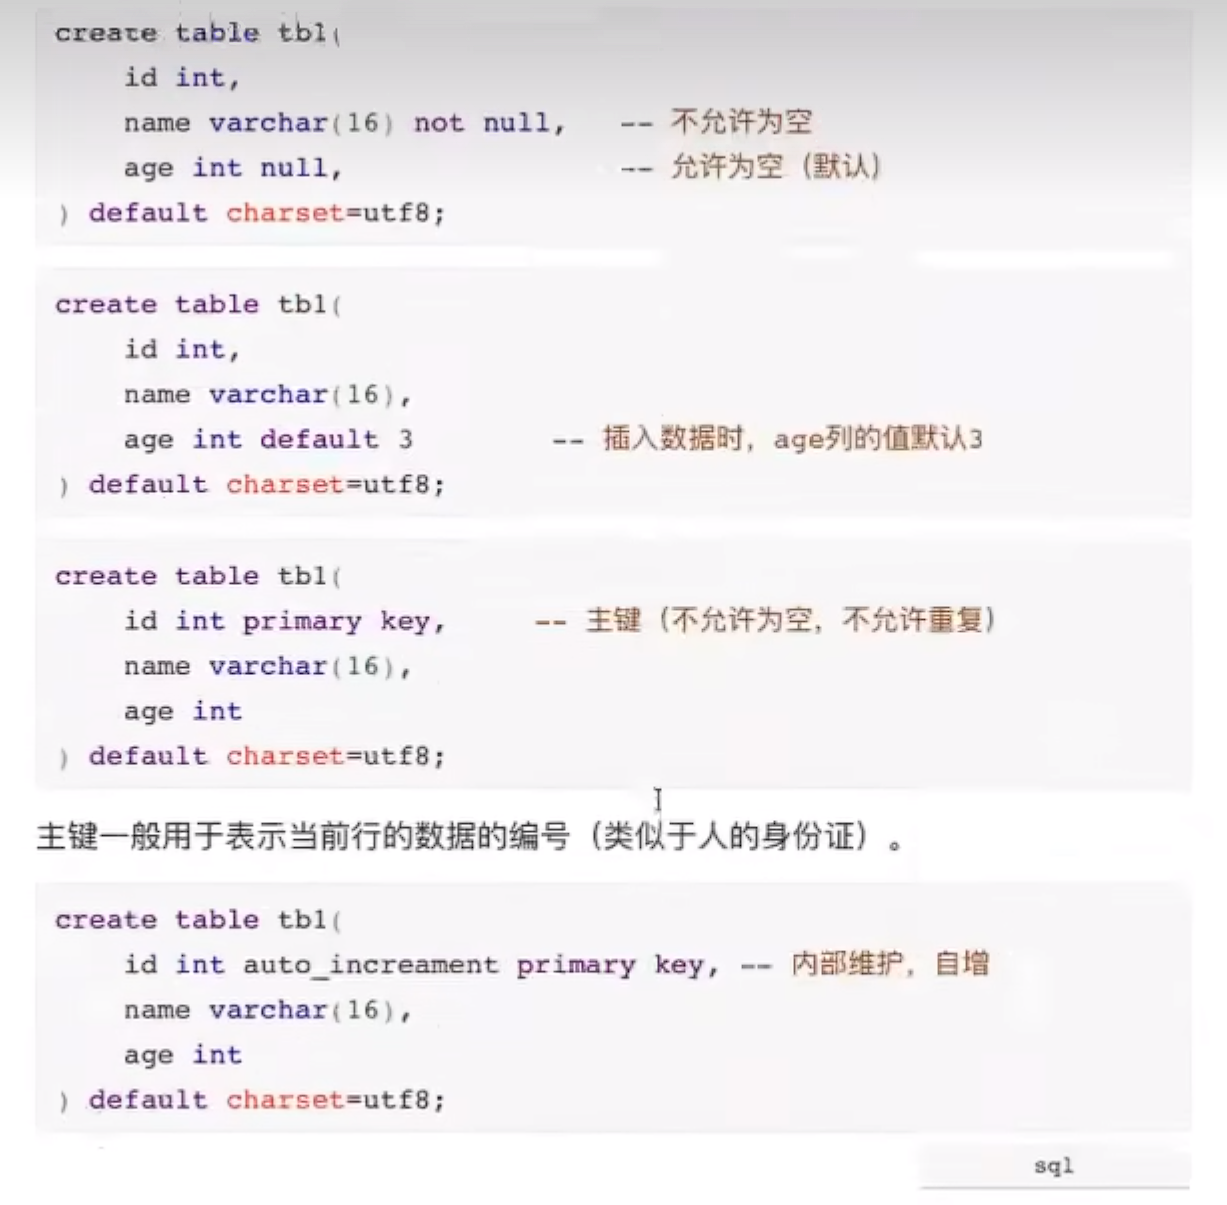 create table tb1(
id int,
name varchar(16) not null, -- 不允许为空
age int null, -- 允许为空（默认）
) default charset=utf8;
create table tb1(
id int,
name varchar(16),
age int default 3 -- 插入数据时，age列的值默认3
) default charset=utf8;
create table tb1(
id int primary key, -- 主键（不允许为空，不允许重复）
name varchar(16),
age int
) default charset=utf8;
主键一般用于表示当前行的数据的编号（类似于人的身份证）。
create table tb1(
id int auto_increament primary key, -- 内部维护，自增
name varchar(16),
age int
) default charset=utf8;
sql